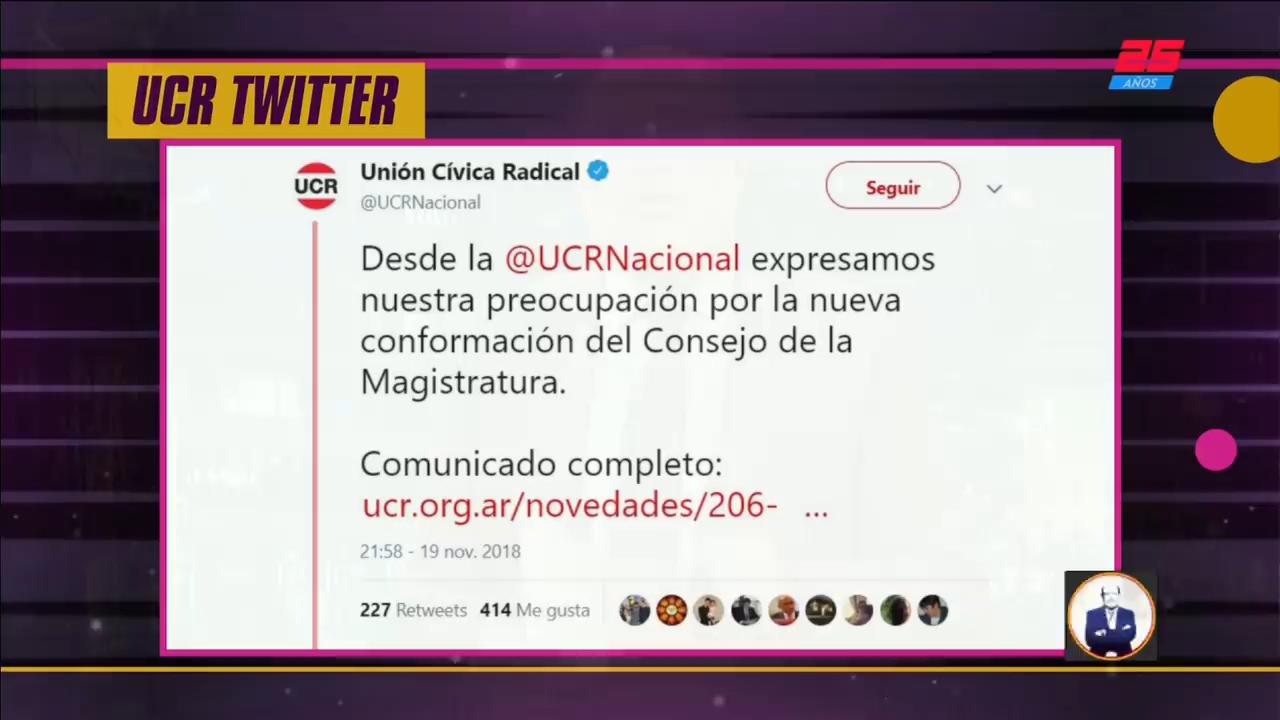 25
AÑOS
UCR TWITTER
UCR
Unión Cívica Radical
@UCRNacional
Seguir
Desde la @UCRNacional expresamos
nuestra preocupación por la nueva
conformación del Consejo de la
Magistratura.
Comunicado completo:
ucr.org.ar/novedades/206- ...
21:58 - 19 nov. 2018
227 Retweets 414 Me gusta